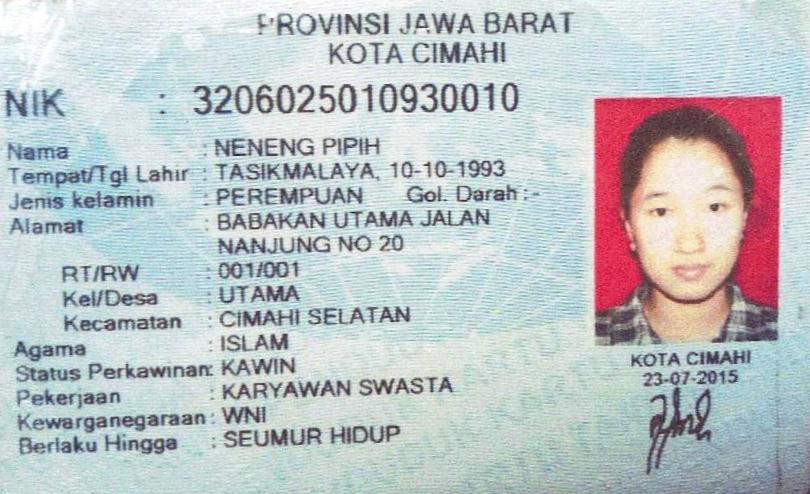 PROVINSI JAWA BARAT
KOTA CIMAHI
NIK : 3206025010930010
Nama : NENENG PIPIH
Tempat/Tgl Lahir : TASIKMALAYA, 10-10-1993
Jenis kelamin : PEREMPUAN Gol. Darah : -
Alamat : BABAKAN UTAMA JALAN
NANJUNG NO 20
RT/RW : 001/001
Kel/Desa : UTAMA
Kecamatan : CIMAHI SELATAN
Agama : ISLAM
Status Perkawinan: KAWIN
Pekerjaan : KARYAWAN SWASTA
Kewarganegaraan : WNI
Berlaku Hingga : SEUMUR HIDUP
KOTA CIMAHI
23-07-2015